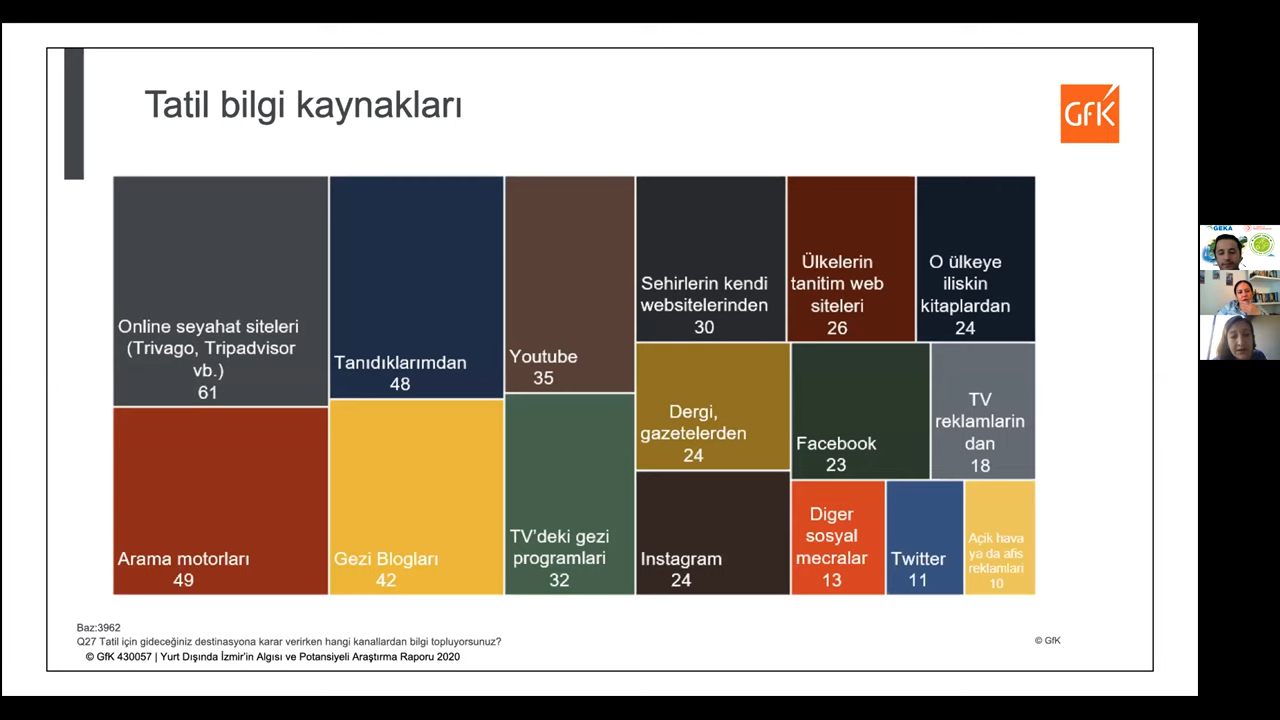 Tatil bilgi kaynakları
GfK
Online seyahat siteleri
(Trivago, Tripadvisor
vb.)
61
Tanıdıklarımdan
48
Youtube
35
Sehirlerin kendi
websitelerinden
30
Ülkelerin
tanitim web
siteleri
26
O ülkeye
iliskin
kitaplardan
24
Arama motorları
49
Gezi Blogları
42
TV'deki gezi
programlari
32
Dergi,
gazetelerden
24
Facebook
23
TV
reklamlarin
dan
18
Instagram
24
Diger
sosyal
mecralar
13
Twitter
11
Açik hava
ya da afis
reklamlari
10
Baz:3962
Q27 Tatil için gideceğiniz destinasyona karar verirken hangi kanallardan bilgi topluyorsunuz?
© GfK
© GfK 430057 | Yurt Dışında İzmir'in Algısı ve Potansiyeli Araştırma Raporu 2020
GEKA